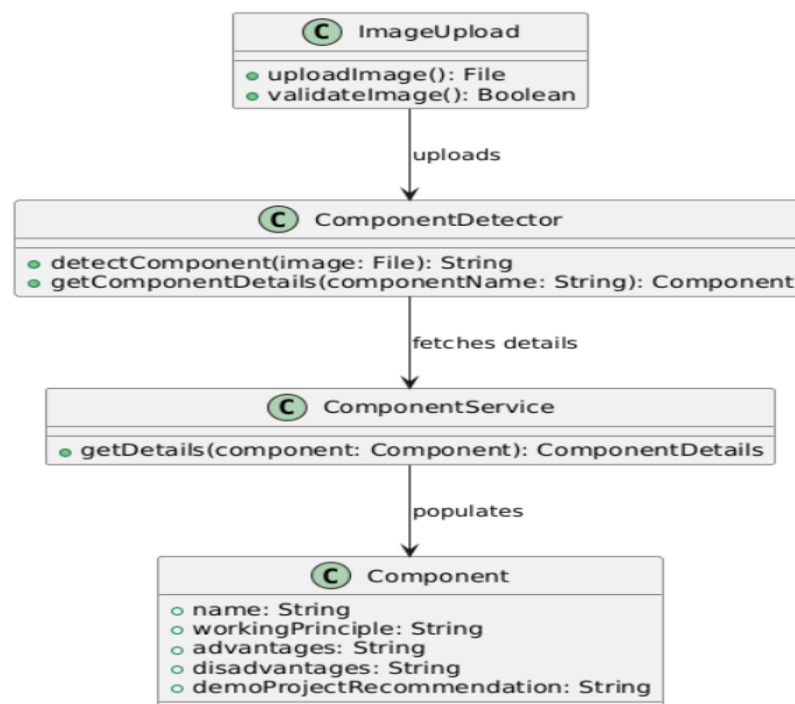 C ImageUpload
uploadImage(): File
validateImage(): Boolean
uploads
C ComponentDetector
detectComponent(image: File): String
getComponentDetails(componentName: String): Component
fetches details
C ComponentService
getDetails(component: Component): ComponentDetails
populates
C Component
name: String
workingPrinciple: String
advantages: String
disadvantages: String
demoProjectRecommendation: String